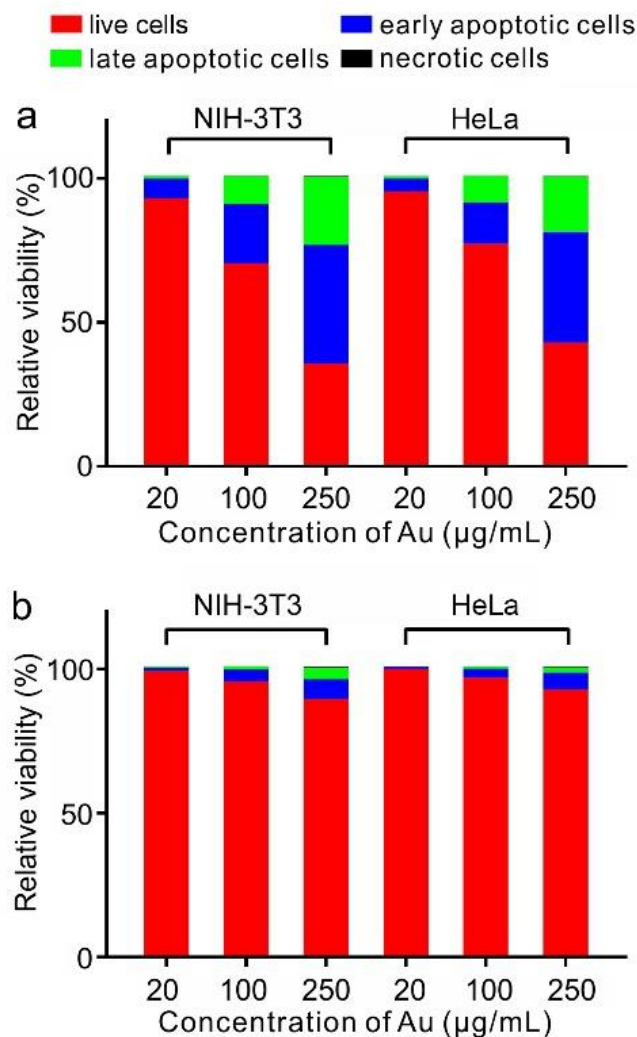 live cells early apoptotic cells
late apoptotic cells necrotic cells
a
NIH-3T3 HeLa
Relative viability (%)
100
50
0
20 100 250 20 100 250
Concentration of Au (µg/mL)
b
NIH-3T3 HeLa
Relative viability (%)
100
50
0
20 100 250 20 100 250
Concentration of Au (µg/mL)